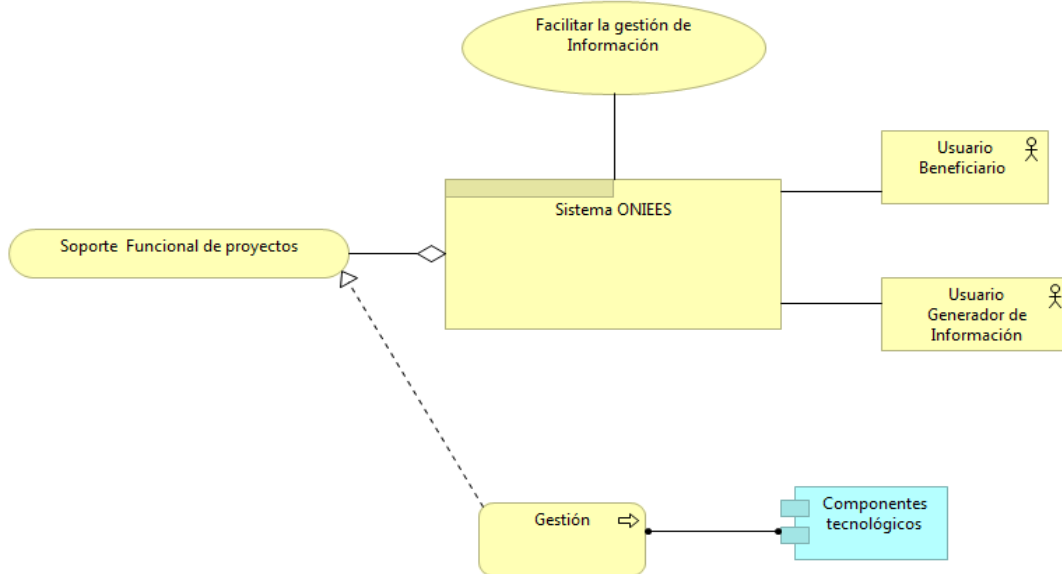 Facilitar la gestión de
Información
Usuario
Beneficiario
Sistema ONIEES
Soporte Funcional de proyectos
Usuario
Generador de
Información
Gestión
Componentes
tecnológicos